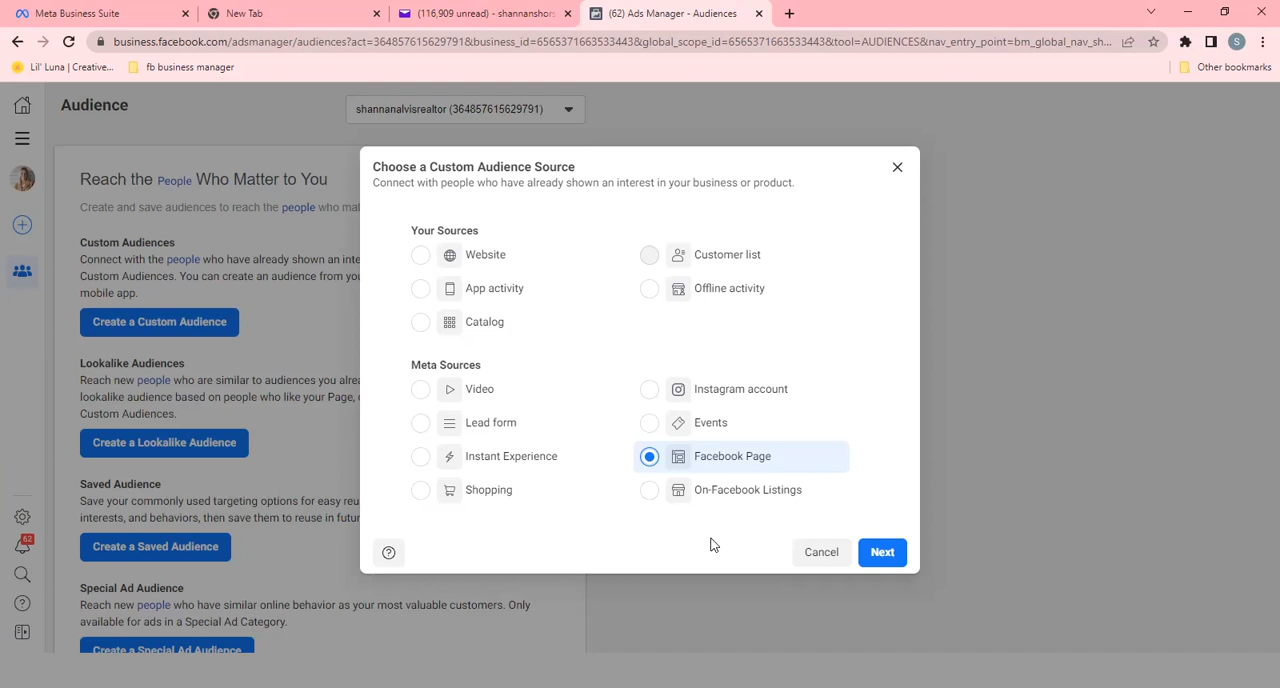 Meta Business Suite
New Tab
(116,909 unread) - shannanshor
(62) Ads Manager - Audiences
business.facebook.com/adsmanager/audiences?act=364857615629791&business_id=6565371663533443&global_scope_id=6565371663533443&tool=AUDIENCES&nav_entry_point=bm_global_nav_sh...
S
Lil' Luna | Creative...
fb business manager
Other bookmarks
Audience
shannanalvisrealtor (364857615629791)
Reach the People Who Matter to You
Create and save audiences to reach the people who mat
Custom Audiences
Connect with the people who have already shown an inte
Custom Audiences. You can create an audience from you
mobile app.
Create a Custom Audience
Lookalike Audiences
Reach new people who are similar to audiences you alrea
lookalike audience based on people who like your Page, c
Custom Audiences.
Create a Lookalike Audience
Saved Audience
Save your commonly used targeting options for easy reus
interests, and behaviors, then save them to reuse in futur
Create a Saved Audience
Special Ad Audience
Reach new people who have similar online behavior as your most valuable customers. Only
available for ads in a Special Ad Category.
Create a Special Ad Audience
62
Choose a Custom Audience Source
Connect with people who have already shown an interest in your business or product.
Your Sources
Website
Customer list
App activity
Offline activity
Catalog
Meta Sources
Video
Instagram account
Lead form
Events
Instant Experience
Facebook Page
Shopping
On-Facebook Listings
Cancel
Next